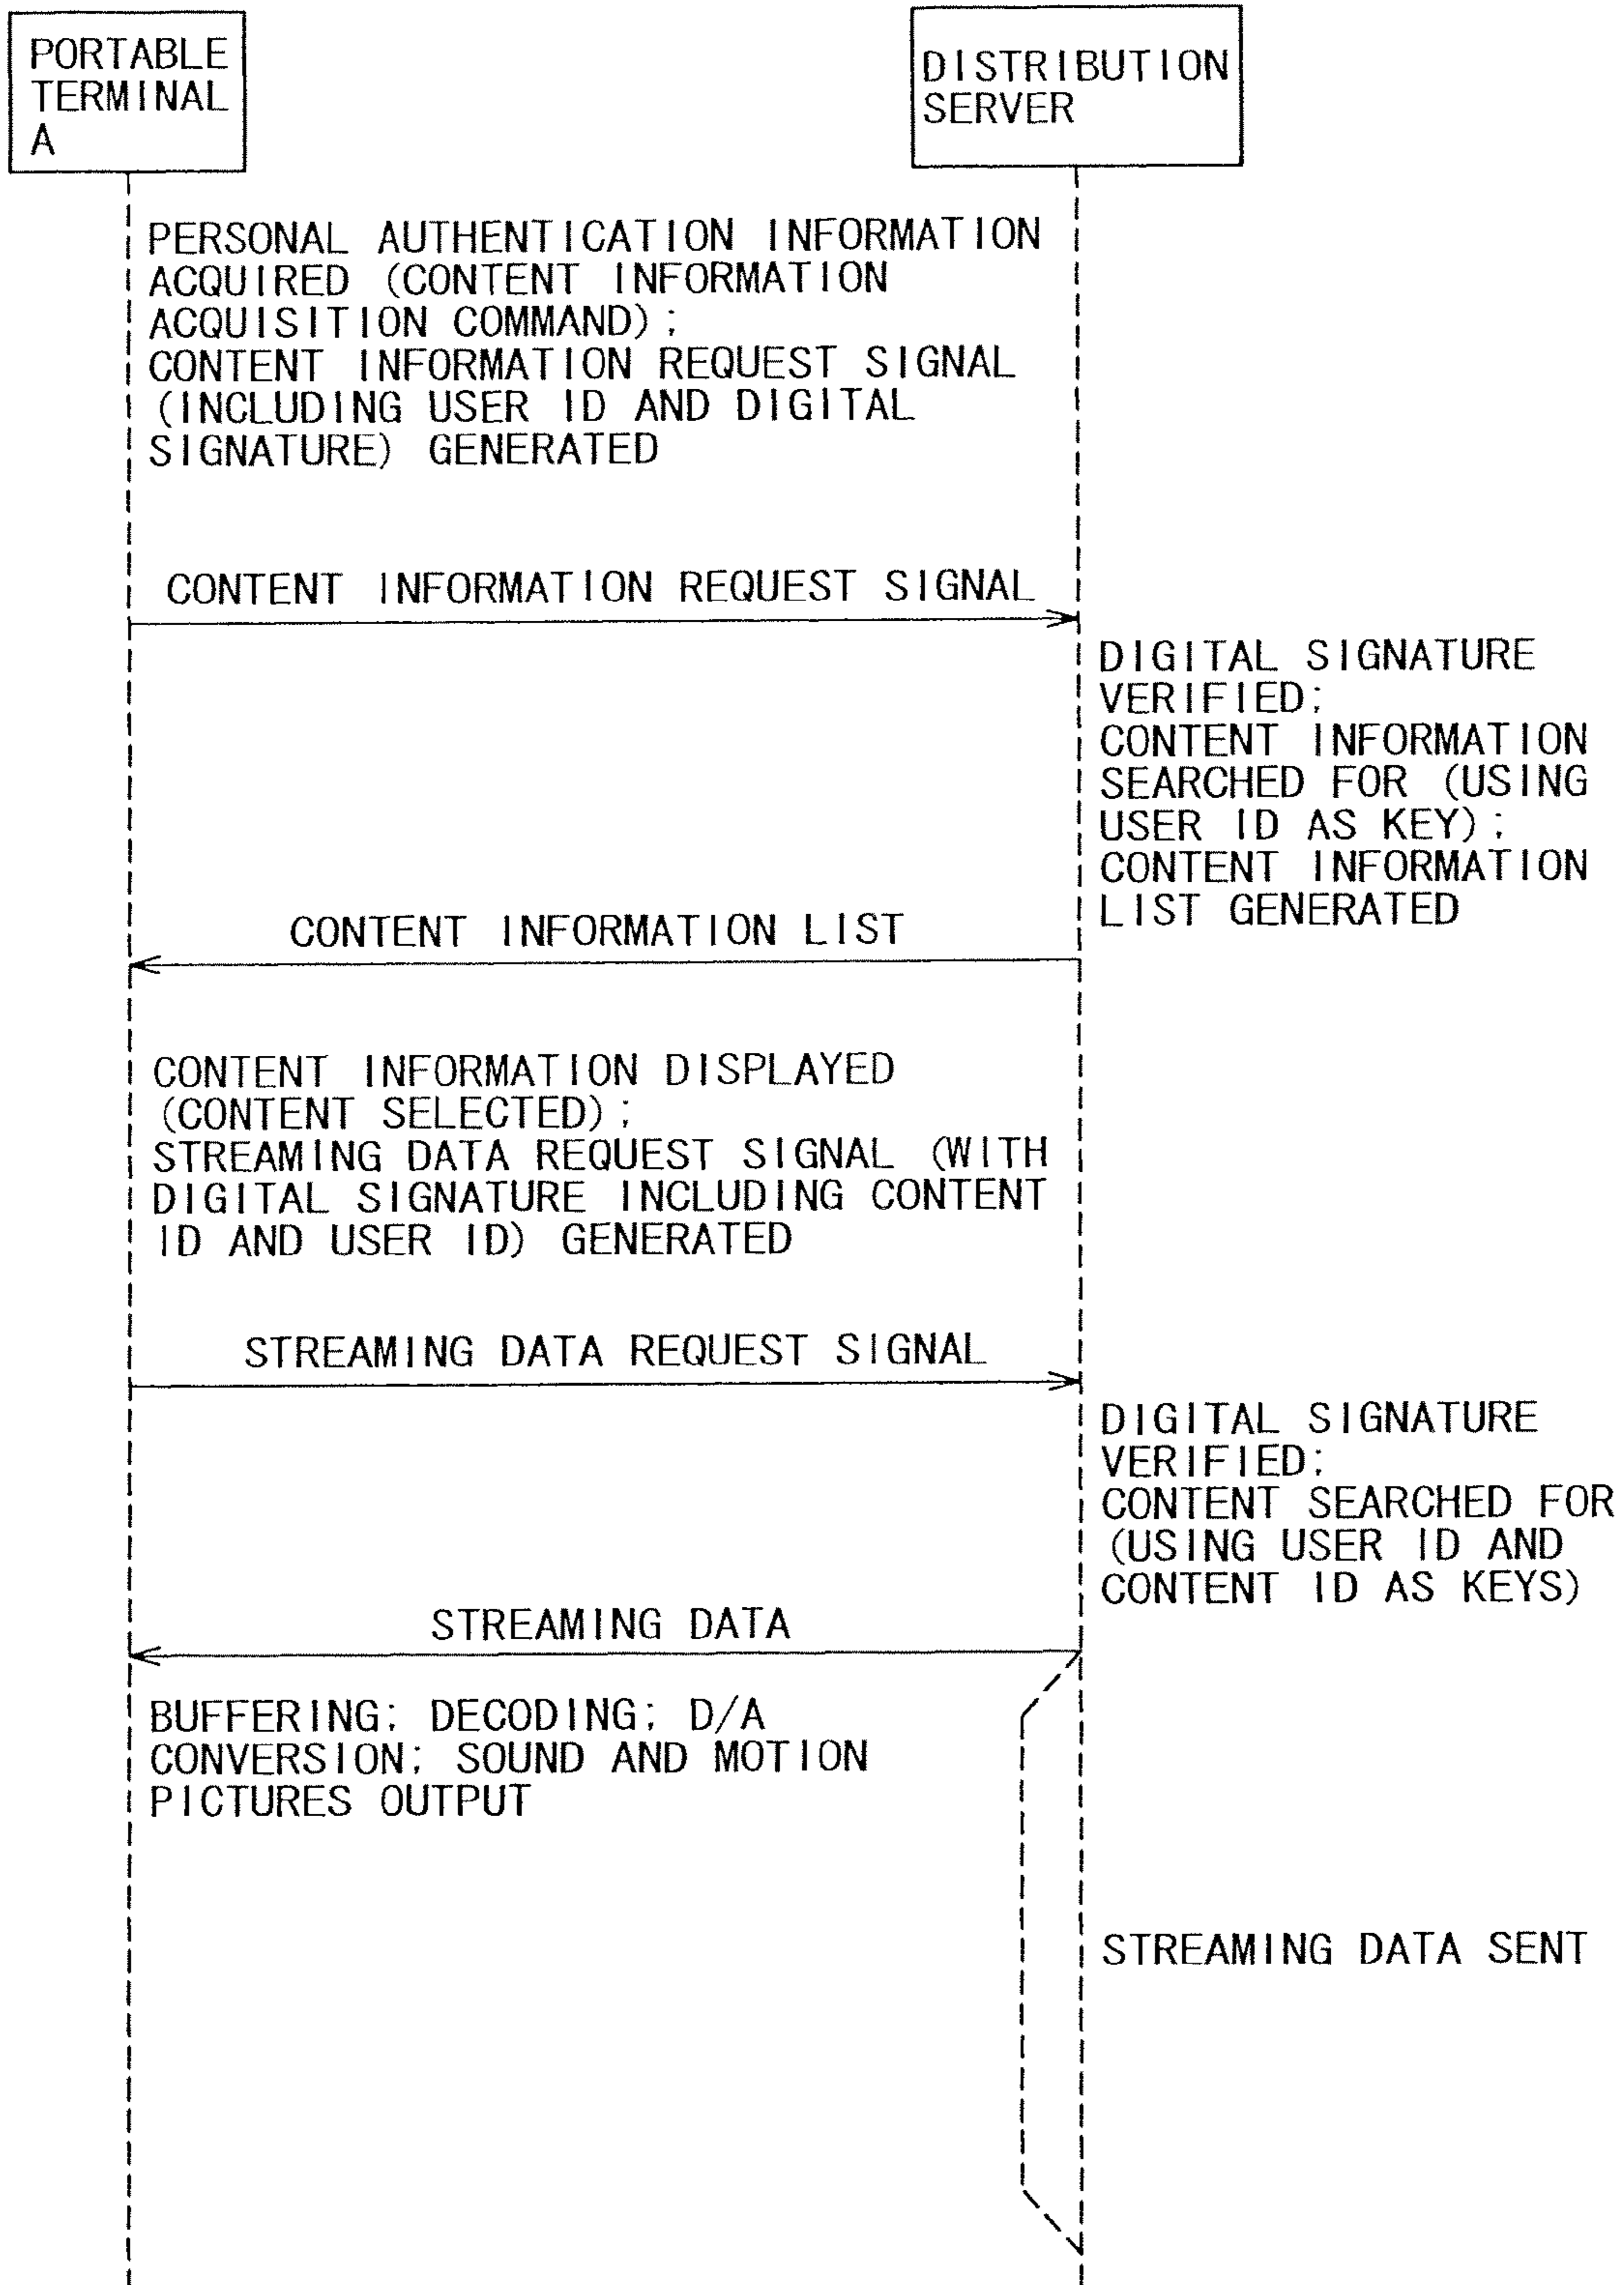 PORTABLE
TERMINAL
A
DISTRIBUTION
SERVER
PERSONAL AUTHENTICATION INFORMATION
ACQUIRED (CONTENT INFORMATION
ACQUISITION COMMAND);
CONTENT INFORMATION REQUEST SIGNAL
(INCLUDING USER ID AND DIGITAL
SIGNATURE) GENERATED
CONTENT INFORMATION REQUEST SIGNAL
DIGITAL SIGNATURE
VERIFIED;
CONTENT INFORMATION
SEARCHED FOR (USING
USER ID AS KEY);
CONTENT INFORMATION
LIST GENERATED
CONTENT INFORMATION LIST
CONTENT INFORMATION DISPLAYED
(CONTENT SELECTED);
STREAMING DATA REQUEST SIGNAL (WITH
DIGITAL SIGNATURE INCLUDING CONTENT
ID AND USER ID) GENERATED
STREAMING DATA REQUEST SIGNAL
DIGITAL SIGNATURE
VERIFIED;
CONTENT SEARCHED FOR
(USING USER ID AND
CONTENT ID AS KEYS)
STREAMING DATA
BUFFERING; DECODING; D/A
CONVERSION; SOUND AND MOTION
PICTURES OUTPUT
STREAMING DATA SENT